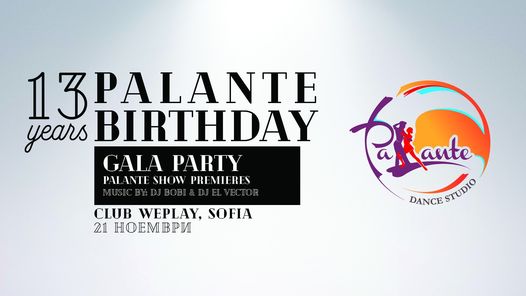 13 years
PALANTE
BIRTHDAY
GALA PARTY
PALANTE SHOW PREMIERES
MUSIC BY: DJ BOBI & DJ EL VECTOR
CLUB WEPLAY, SOFIA
21 НОЕМВРИ
Palante
DANCE STUDIO